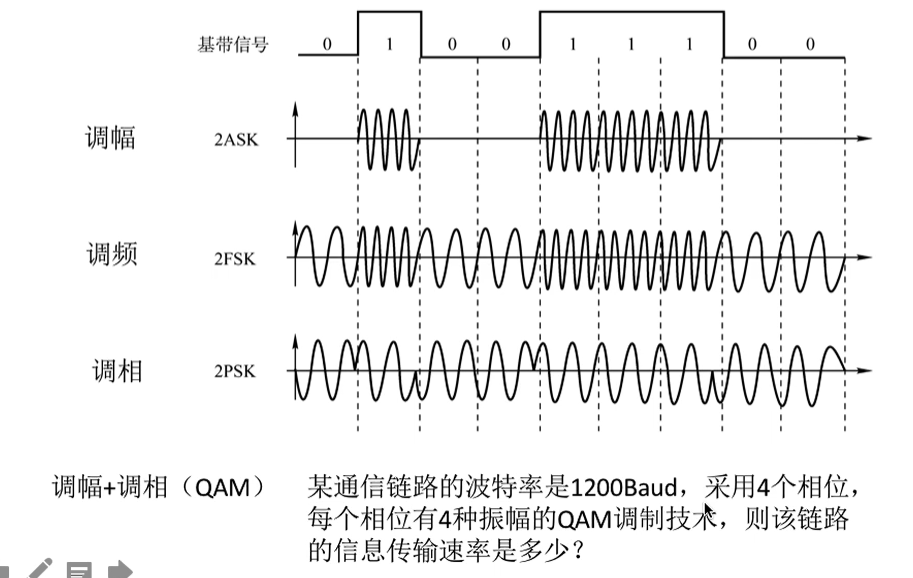 基带信号 0 1 0 0 1 1 1 0 0
调幅 2ASK
调频 2FSK
调相 2PSK
调幅+调相（QAM）
某通信链路的波特率是1200Baud，采用4个相位，
每个相位有4种振幅的QAM调制技术，则该链路
的信息传输速率是多少？